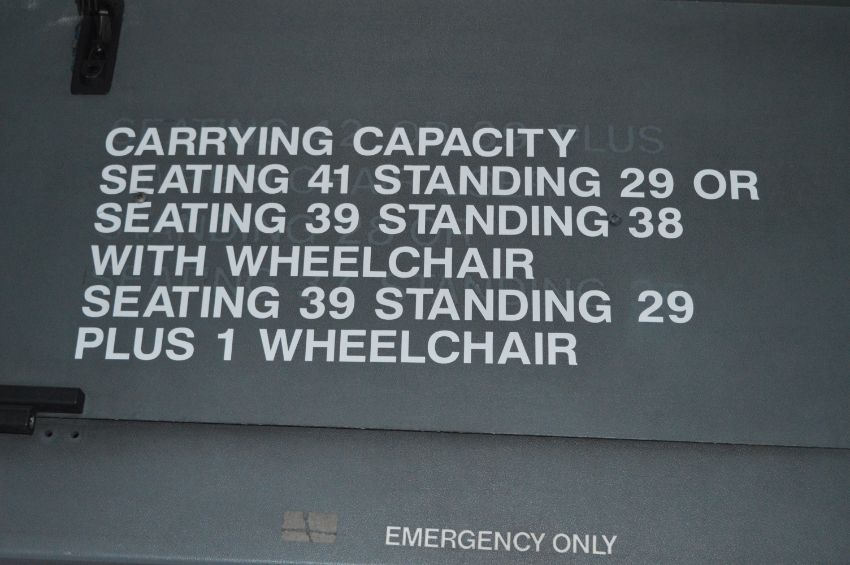 CARRYING CAPACITY
SEATING 41 STANDING 29 OR
SEATING 39 STANDING 38
WITH WHEELCHAIR
SEATING 39 STANDING 29
PLUS 1 WHEELCHAIR
EMERGENCY ONLY